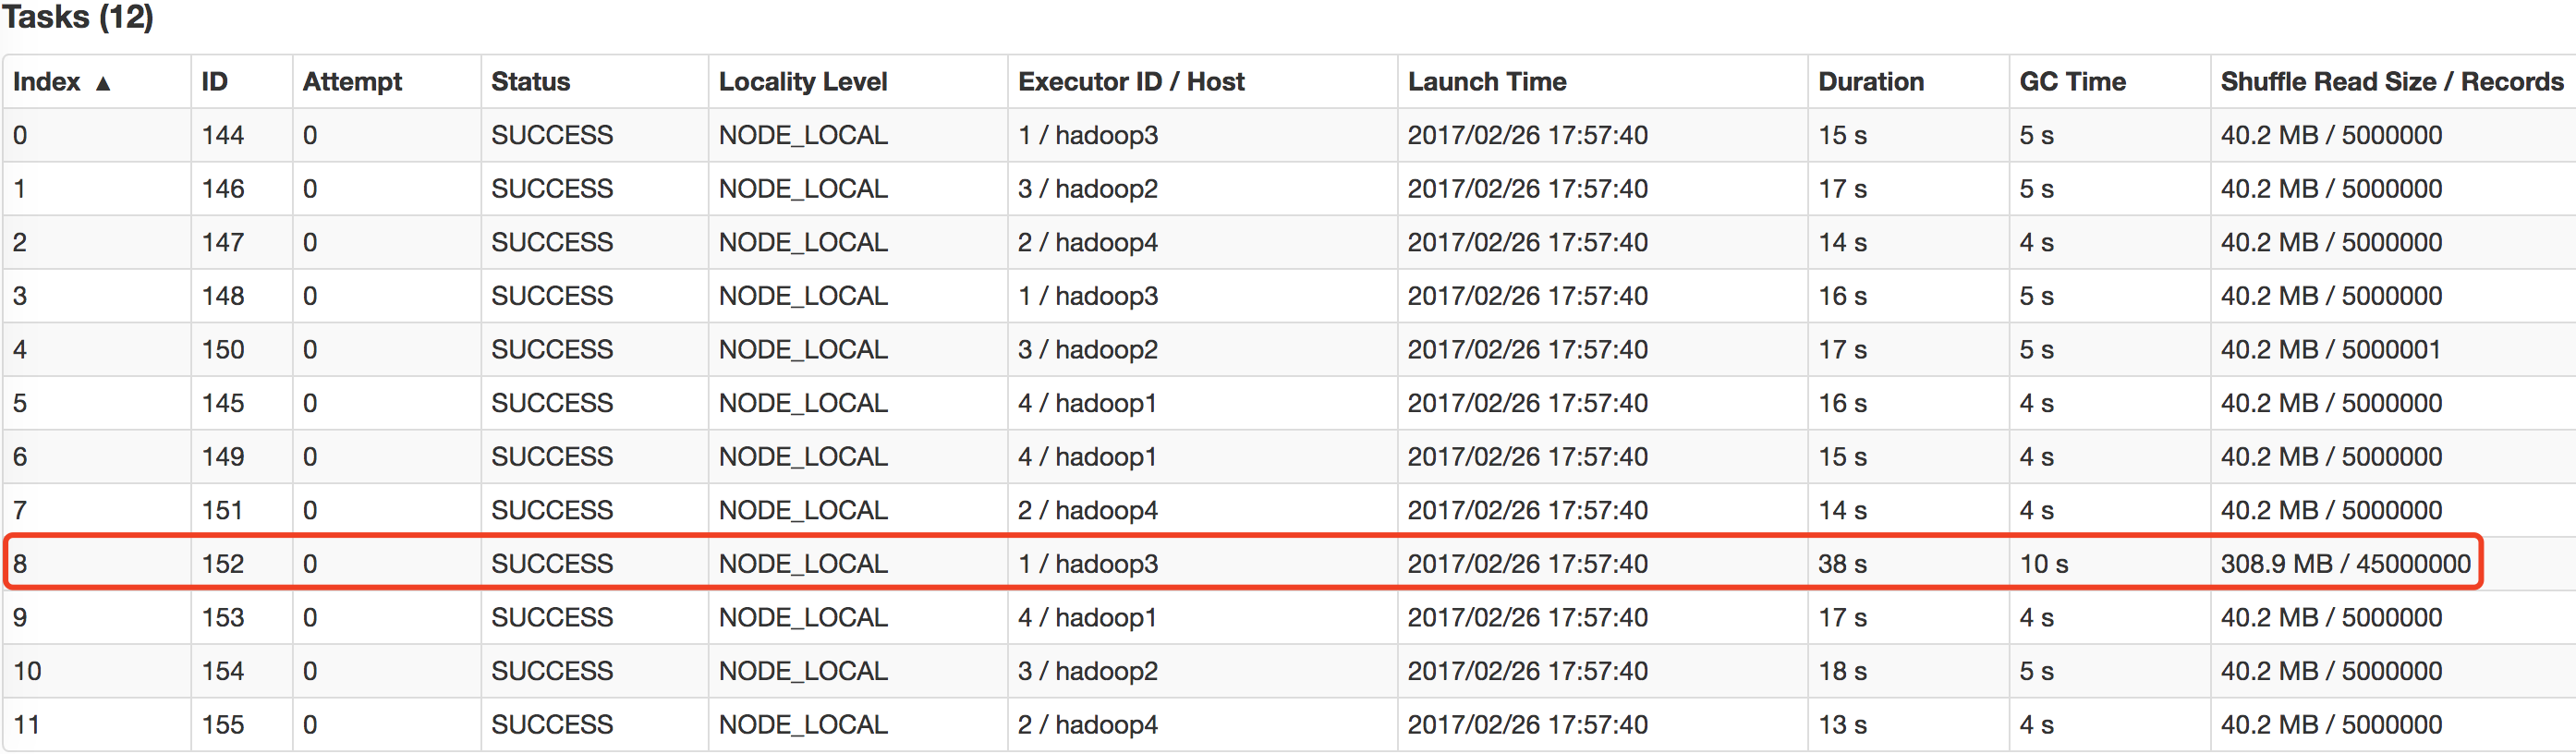 Tasks (12)
Index ▲ ID Attempt Status Locality Level Executor ID / Host Launch Time Duration GC Time Shuffle Read Size / Records
0 144 0 SUCCESS NODE_LOCAL 1 / hadoop3 2017/02/26 17:57:40 15 s 5 s 40.2 MB / 5000000
1 146 0 SUCCESS NODE_LOCAL 3 / hadoop2 2017/02/26 17:57:40 17 s 5 s 40.2 MB / 5000000
2 147 0 SUCCESS NODE_LOCAL 2 / hadoop4 2017/02/26 17:57:40 14 s 4 s 40.2 MB / 5000000
3 148 0 SUCCESS NODE_LOCAL 1 / hadoop3 2017/02/26 17:57:40 16 s 5 s 40.2 MB / 5000000
4 150 0 SUCCESS NODE_LOCAL 3 / hadoop2 2017/02/26 17:57:40 17 s 5 s 40.2 MB / 5000001
5 145 0 SUCCESS NODE_LOCAL 4 / hadoop1 2017/02/26 17:57:40 16 s 4 s 40.2 MB / 5000000
6 149 0 SUCCESS NODE_LOCAL 4 / hadoop1 2017/02/26 17:57:40 15 s 4 s 40.2 MB / 5000000
7 151 0 SUCCESS NODE_LOCAL 2 / hadoop4 2017/02/26 17:57:40 14 s 4 s 40.2 MB / 5000000
8 152 0 SUCCESS NODE_LOCAL 1 / hadoop3 2017/02/26 17:57:40 38 s 10 s 308.9 MB / 45000000
9 153 0 SUCCESS NODE_LOCAL 4 / hadoop1 2017/02/26 17:57:40 17 s 4 s 40.2 MB / 5000000
10 154 0 SUCCESS NODE_LOCAL 3 / hadoop2 2017/02/26 17:57:40 18 s 5 s 40.2 MB / 5000000
11 155 0 SUCCESS NODE_LOCAL 2 / hadoop4 2017/02/26 17:57:40 13 s 4 s 40.2 MB / 5000000